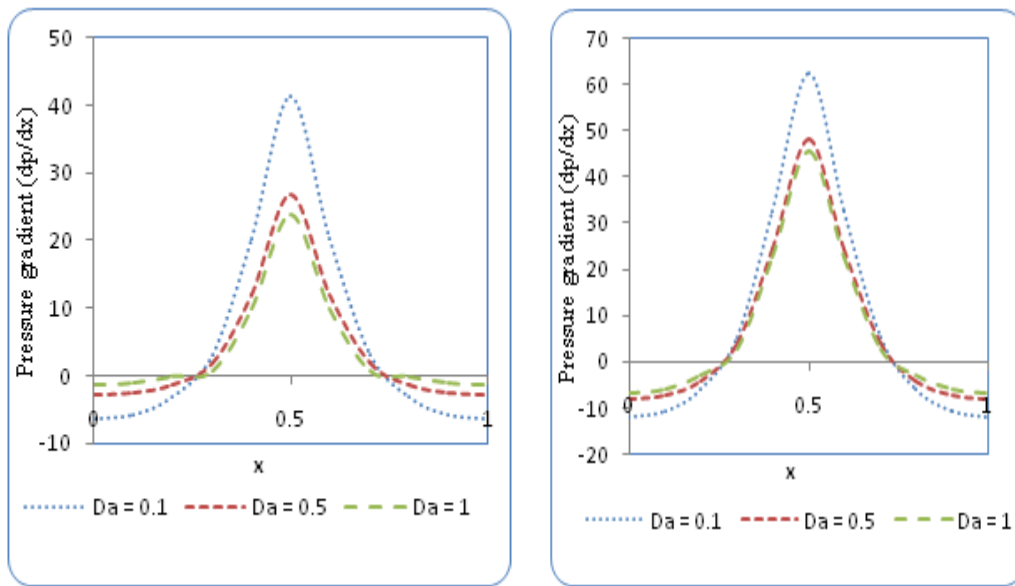 50
40
30
20
10
0
-10
Pressure gradient (dp/dx)
0
0.5
1
x
Da = 0.1
Da = 0.5
Da = 1
70
60
50
40
30
20
10
0
-10
-20
Pressure gradient (dp/dx)
0
0.5
1
x
Da = 0.1
Da = 0.5
Da = 1